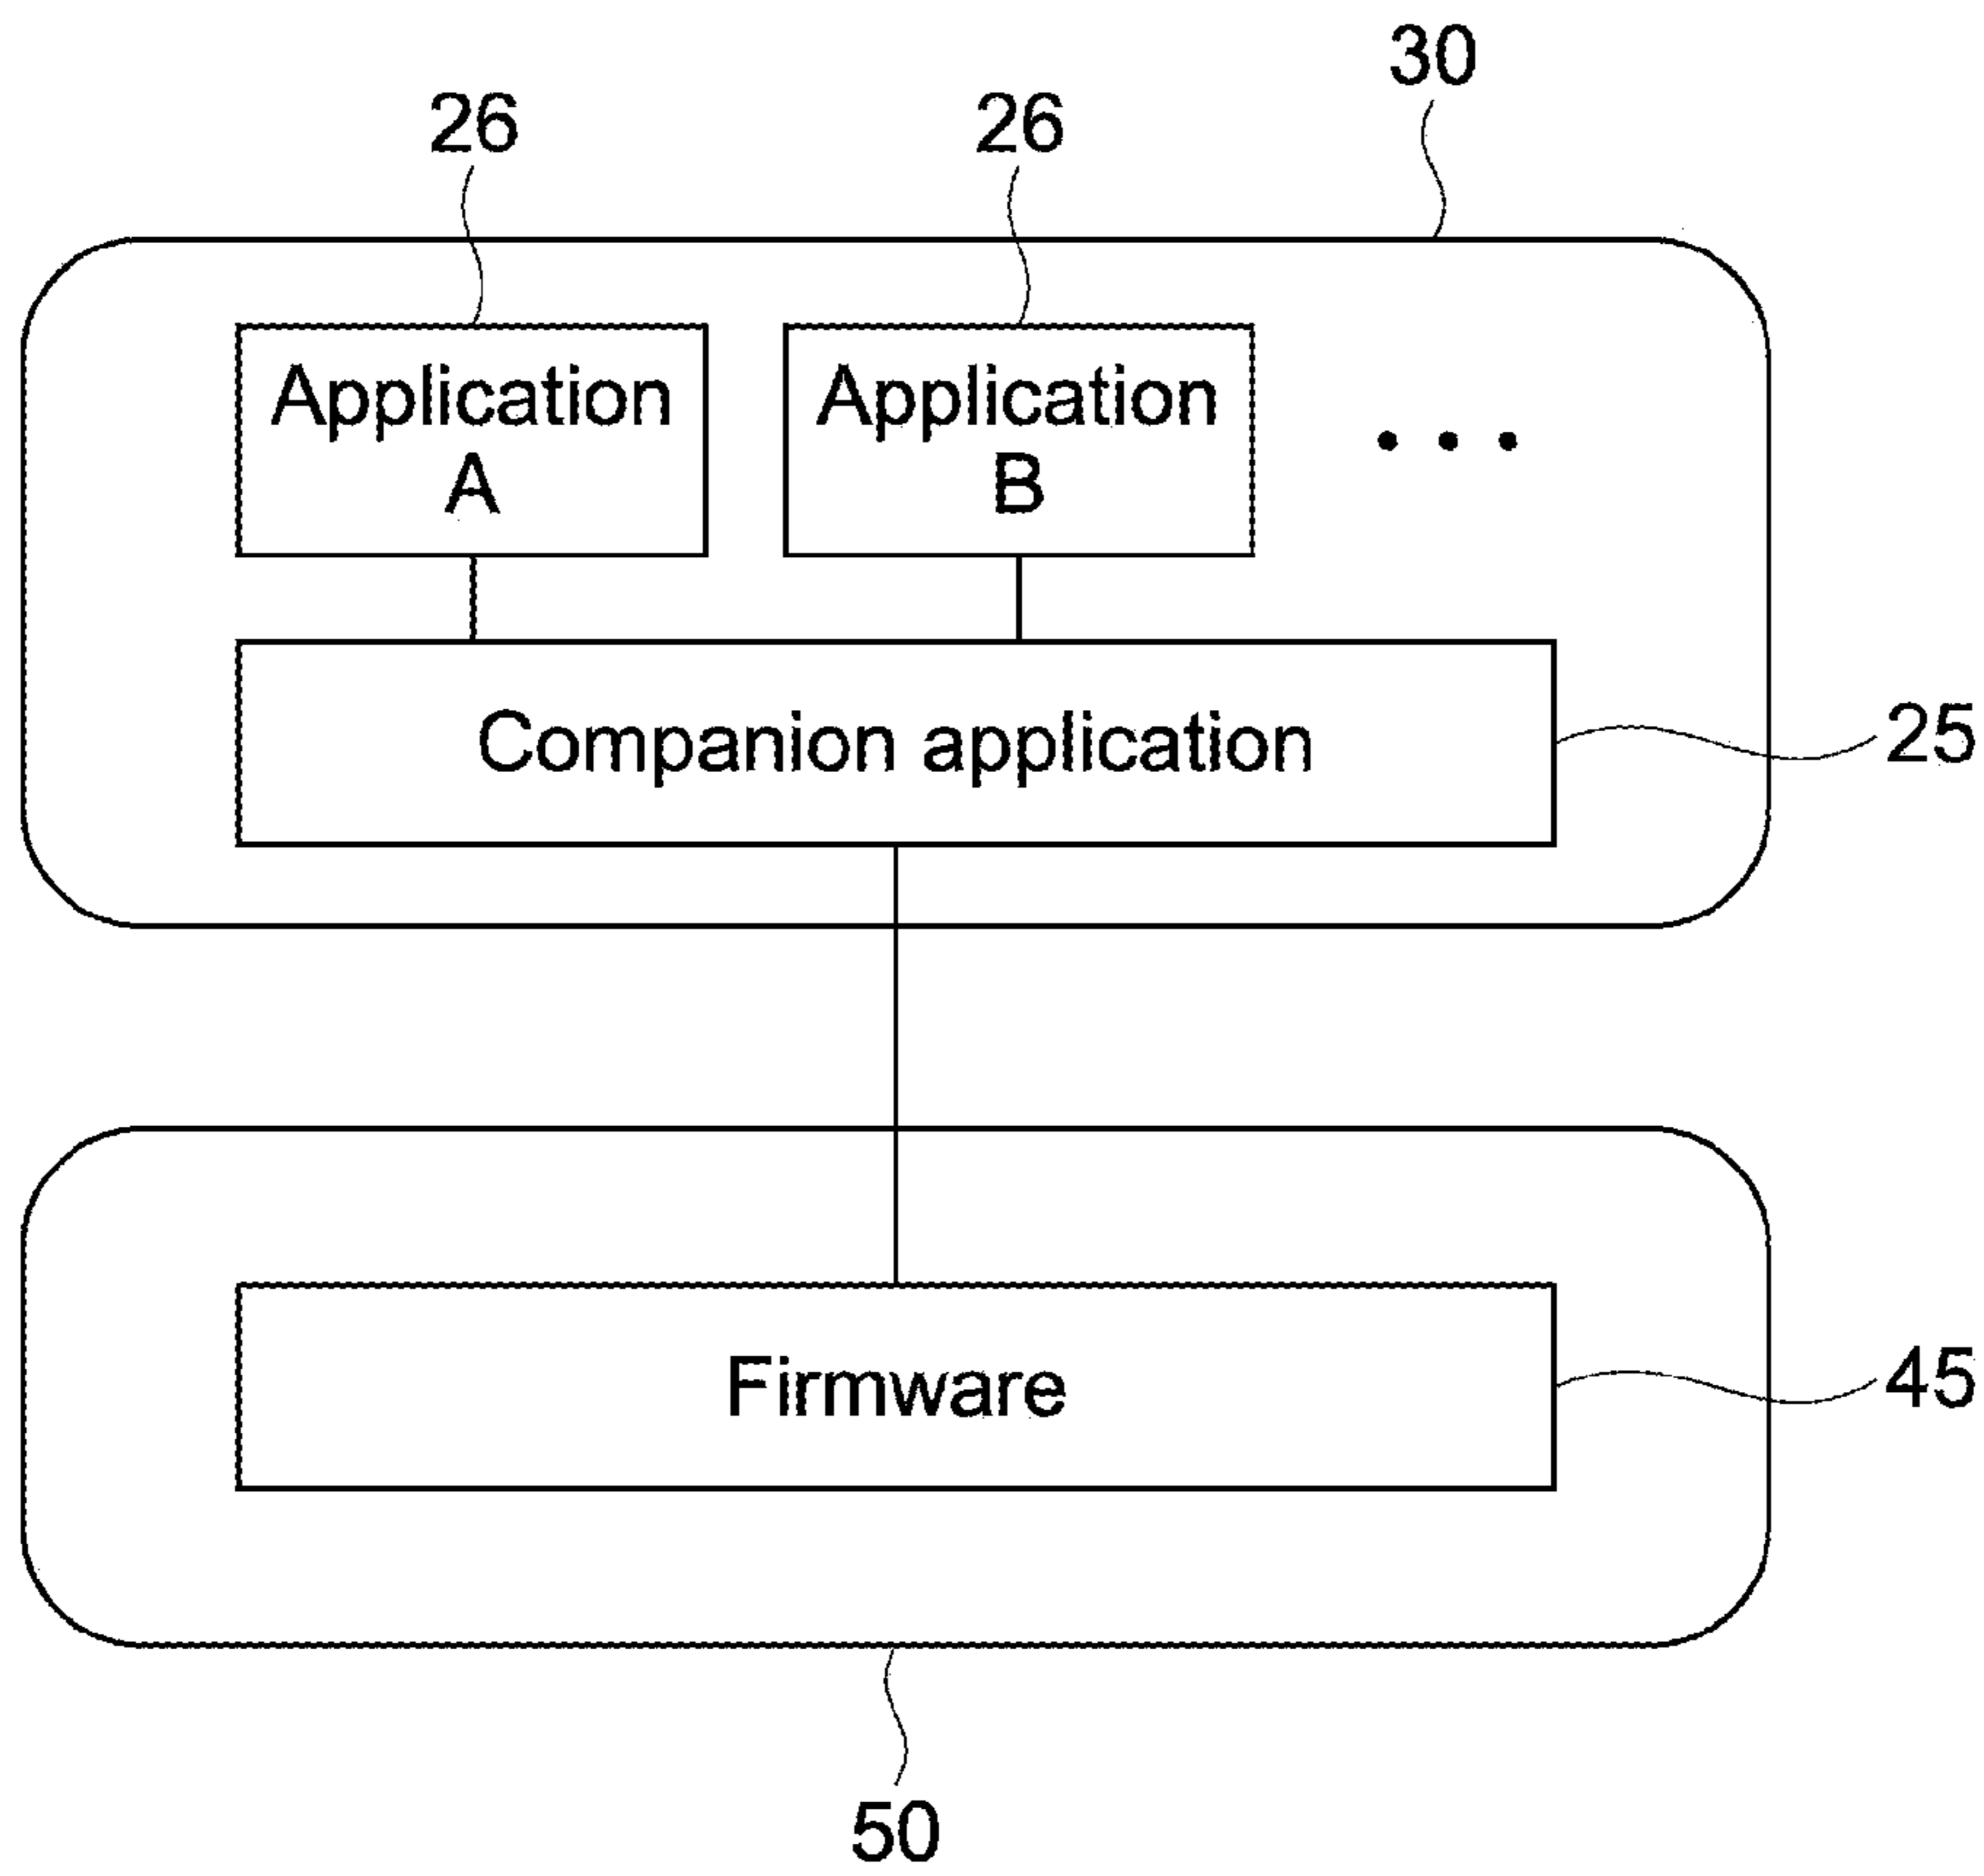 30
26
26
Application
A
Application
B
• • •
Companion application
25
Firmware
45
50